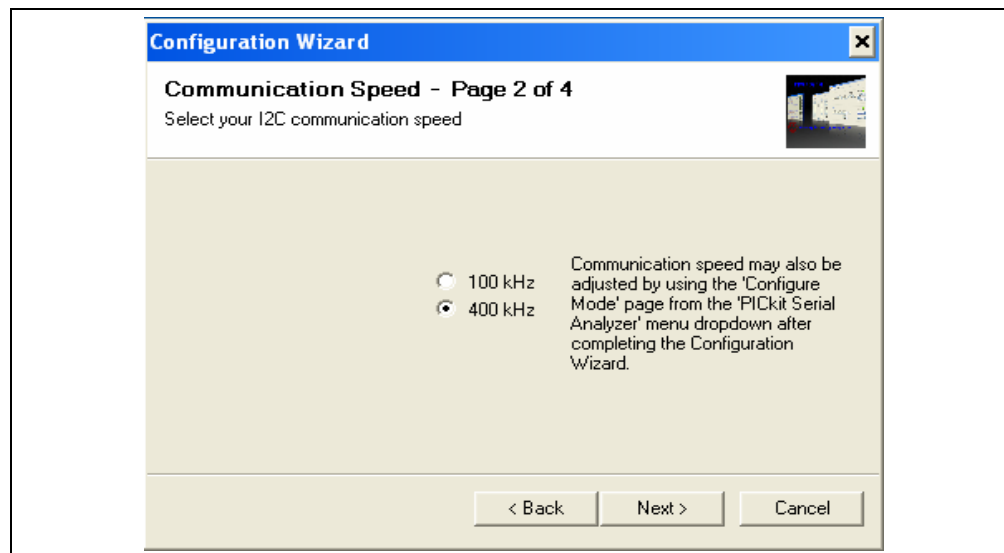 Configuration Wizard
Communication Speed - Page 2 of 4
Select your I2C communication speed
100 kHz
400 kHz
Communication speed may also be
adjusted by using the 'Configure
Mode' page from the 'PICkit Serial
Analyzer' menu dropdown after
completing the Configuration
Wizard.
< Back
Next >
Cancel